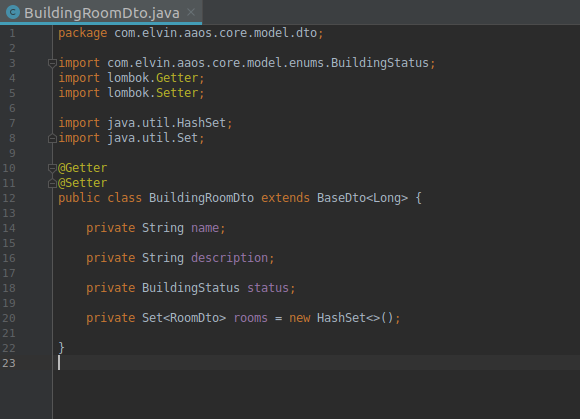 BuildingRoomDto.java
1 package com.elvin.aaos.core.model.dto;
2
3 import com.elvin.aaos.core.model.enums.BuildingStatus;
4 import lombok.Getter;
5 import lombok.Setter;
6
7 import java.util.HashSet;
8 import java.util.Set;
9
10 @Getter
11 @Setter
12 public class BuildingRoomDto extends BaseDto<Long> {
13
14 private String name;
15
16 private String description;
17
18 private BuildingStatus status;
19
20 private Set<RoomDto> rooms = new HashSet<>();
21
22 }
23